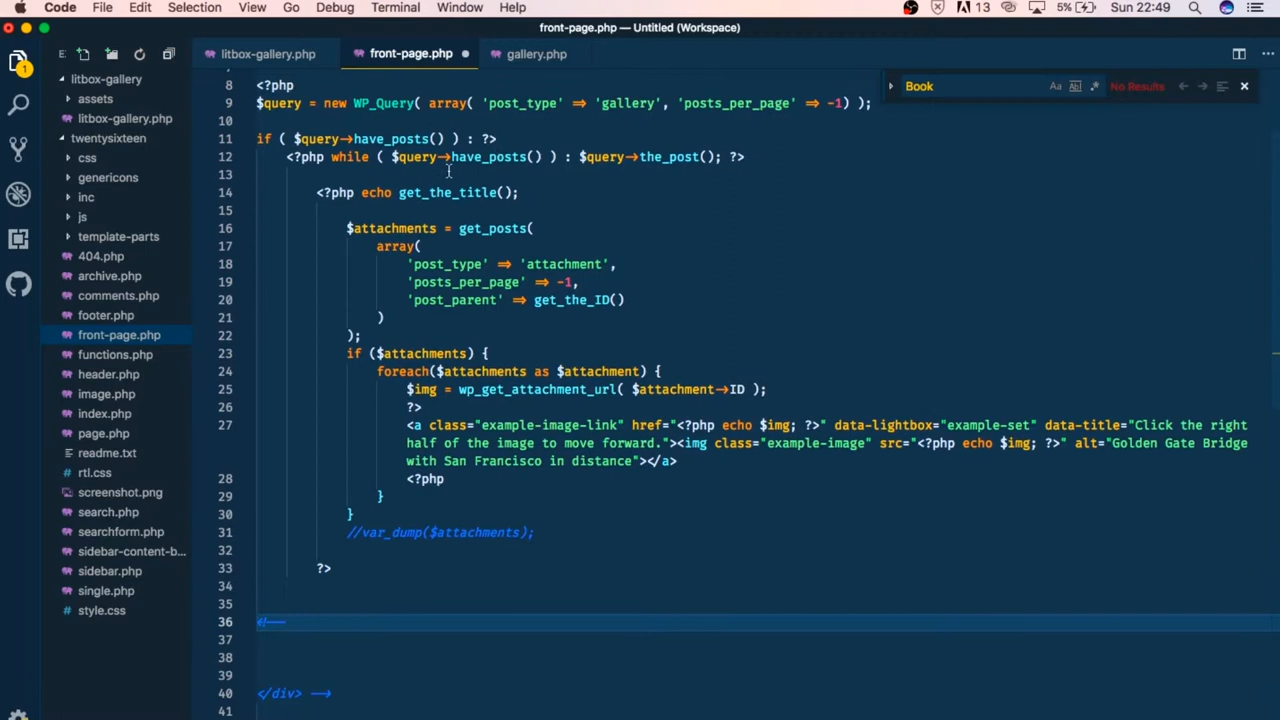 Code File Edit Selection View Go Debug Terminal Window Help 13 5% Sun 22:49
front-page.php — Untitled (Workspace)
E: litbox-gallery.php front-page.php gallery.php
1
Book Aa Abl .* No Results
litbox-gallery
assets
litbox-gallery.php
twentysixteen
css
genericons
inc
js
template-parts
404.php
archive.php
comments.php
footer.php
front-page.php
functions.php
header.php
image.php
index.php
page.php
readme.txt
rtl.css
screenshot.png
search.php
searchform.php
sidebar-content-b...
sidebar.php
single.php
style.css
8 <?php
9 $query = new WP_Query( array( 'post_type' => 'gallery', 'posts_per_page' => -1) );
10
11 if ( $query->have_posts() ) : ?>
12 <?php while ( $query->have_posts() ) : $query->the_post(); ?>
13
14 <?php echo get_the_title();
15
16 $attachments = get_posts(
17 array(
18 'post_type' => 'attachment',
19 'posts_per_page' => -1,
20 'post_parent' => get_the_ID()
21 )
22 );
23 if ($attachments) {
24 foreach($attachments as $attachment) {
25 $img = wp_get_attachment_url( $attachment->ID );
26 ?>
27 <a class="example-image-link" href="<?php echo $img; ?>" data-lightbox="example-set" data-title="Click the right
half of the image to move forward."><img class="example-image" src="<?php echo $img; ?>" alt="Golden Gate Bridge
with San Francisco in distance"></a>
28 <?php
29 }
30 }
31 //var_dump($attachments);
32
33 ?>
34
35
36 <!--
37
38
39
40 </div> -->
41